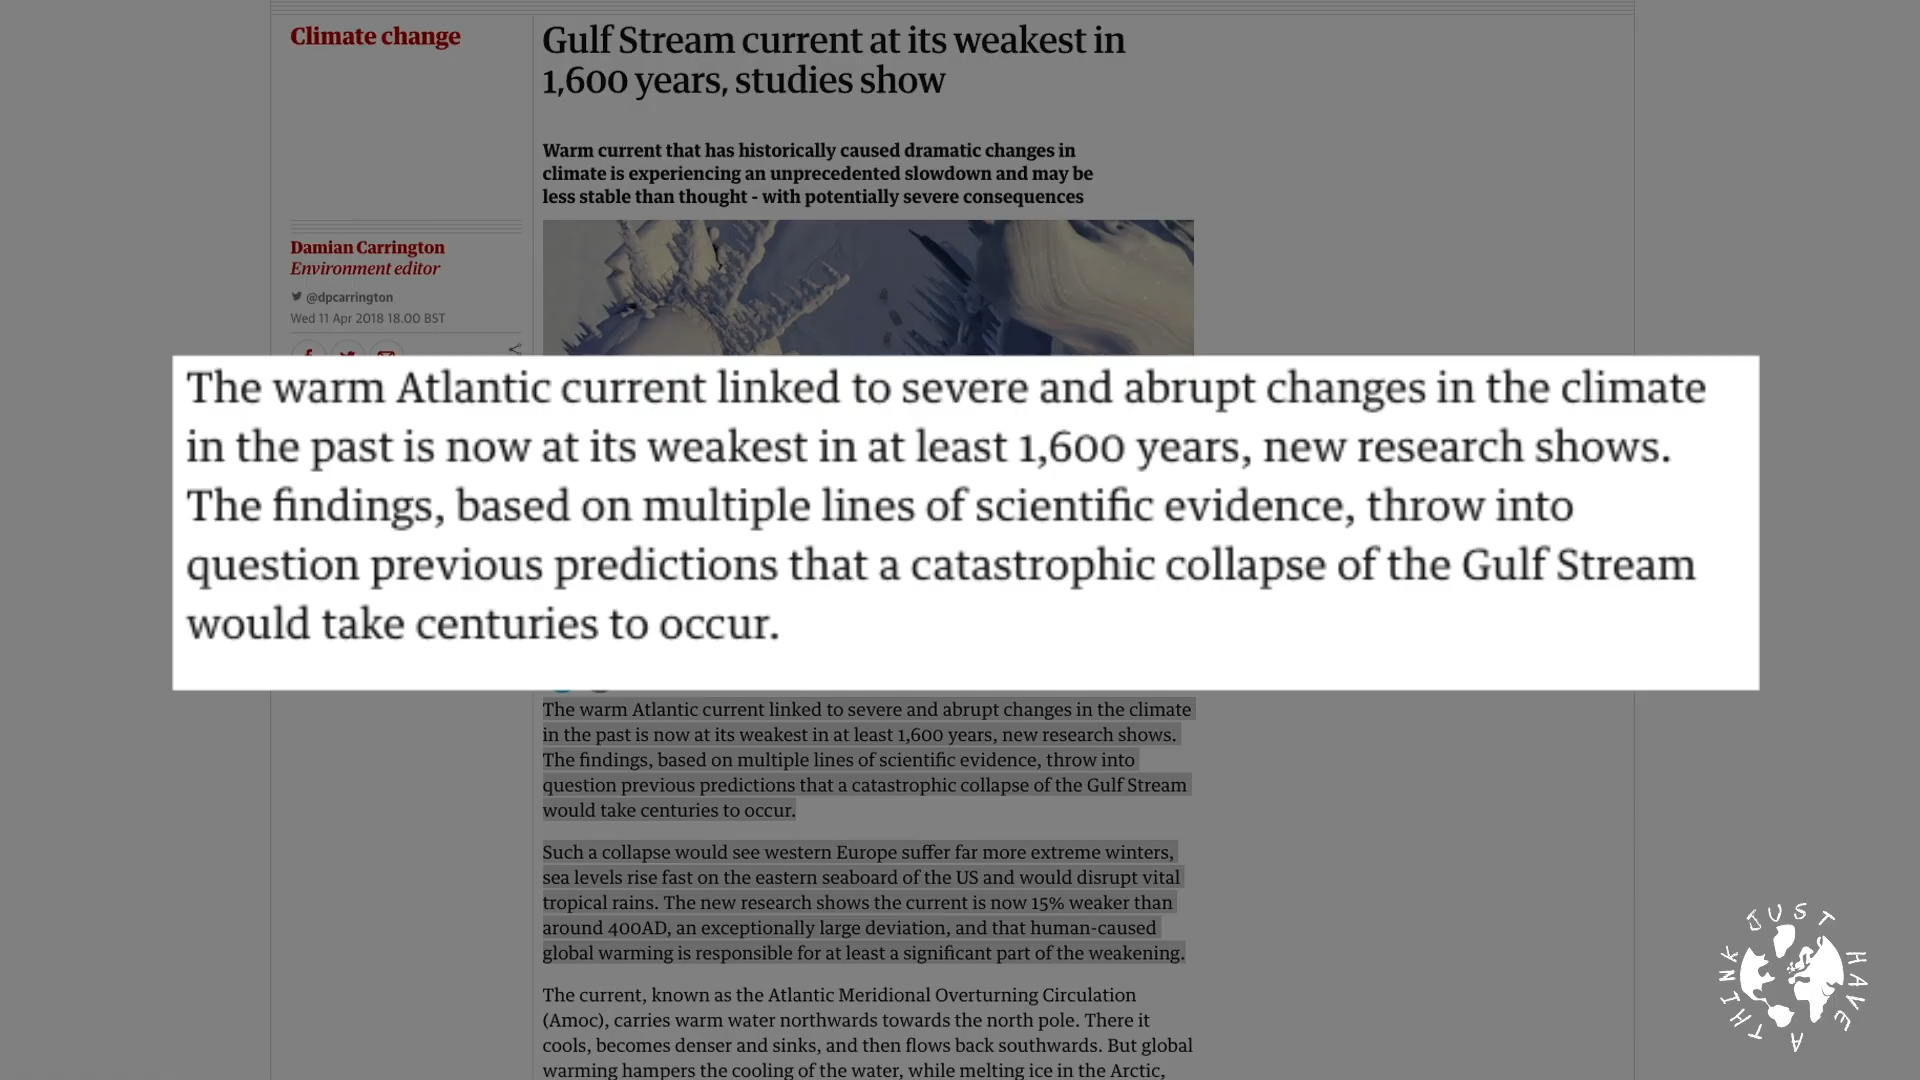 Climate change
Gulf Stream current at its weakest in
1,600 years, studies show
Warm current that has historically caused dramatic changes in
climate is experiencing an unprecedented slowdown and may be
less stable than thought - with potentially severe consequences
Damian Carrington
Environment editor
@dpcarrington
Wed 11 Apr 2018 18.00 BST
The warm Atlantic current linked to severe and abrupt changes in the climate
in the past is now at its weakest in at least 1,600 years, new research shows.
The findings, based on multiple lines of scientific evidence, throw into
question previous predictions that a catastrophic collapse of the Gulf Stream
would take centuries to occur.
The warm Atlantic current linked to severe and abrupt changes in the climate
in the past is now at its weakest in at least 1,600 years, new research shows.
The findings, based on multiple lines of scientific evidence, throw into
question previous predictions that a catastrophic collapse of the Gulf Stream
would take centuries to occur.
Such a collapse would see western Europe suffer far more extreme winters,
sea levels rise fast on the eastern seaboard of the US and would disrupt vital
tropical rains. The new research shows the current is now 15% weaker than
around 400AD, an exceptionally large deviation, and that human-caused
global warming is responsible for at least a significant part of the weakening.
The current, known as the Atlantic Meridional Overturning Circulation
(Amoc), carries warm water northwards towards the north pole. There it
cools, becomes denser and sinks, and then flows back southwards. But global
warming hampers the cooling of the water, while melting ice in the Arctic,
JUST HAVE A THINK